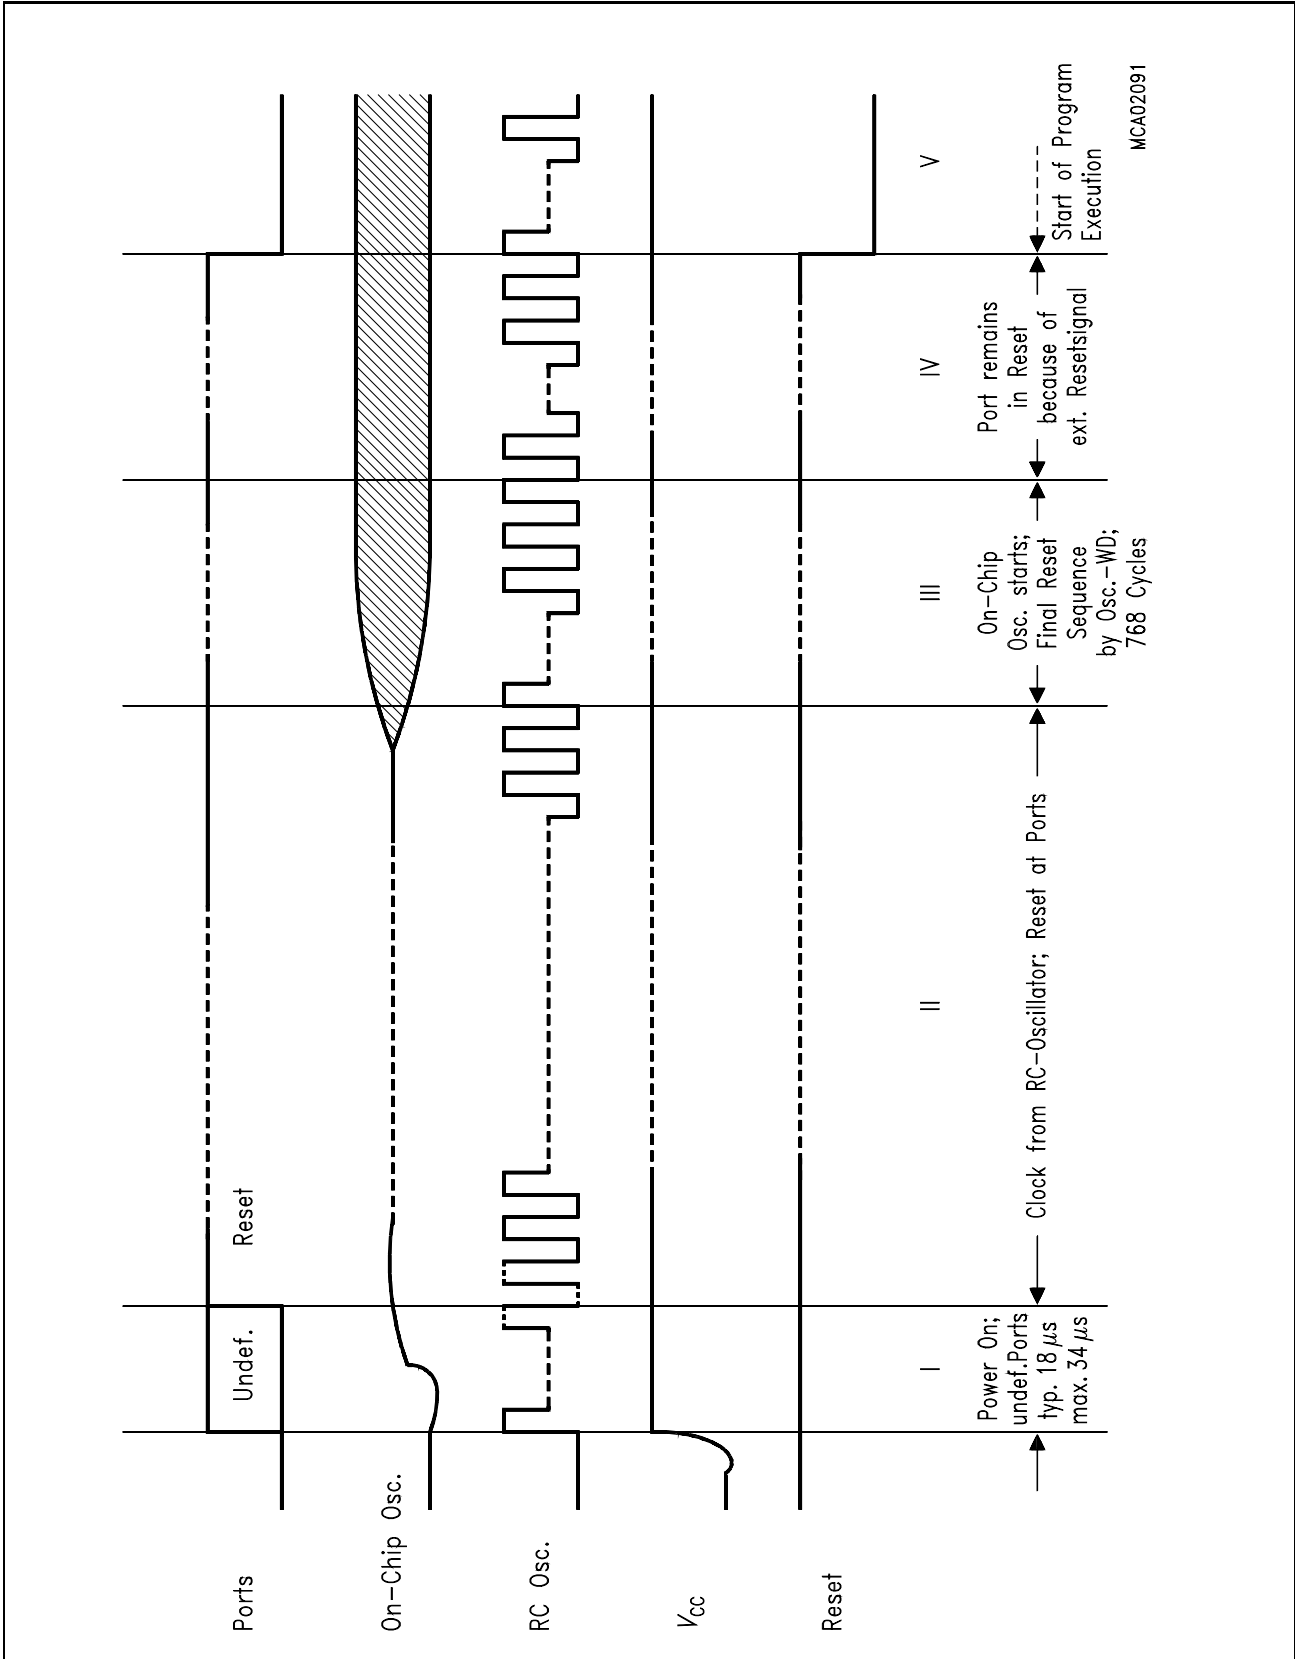 Ports
Undef.
Reset
On-Chip Osc.
RC Osc.
VCC
Reset
I
II
III
IV
V
Power On;
undef.Ports
typ. 18 µs
max. 34 µs
Clock from RC-Oscillator; Reset at Ports
On-Chip
Osc. starts;
Final Reset
Sequence
by Osc.-WD;
768 Cycles
Port remains
in Reset
because of
ext. Resetsignal
Start of Program
Execution
MCA02091